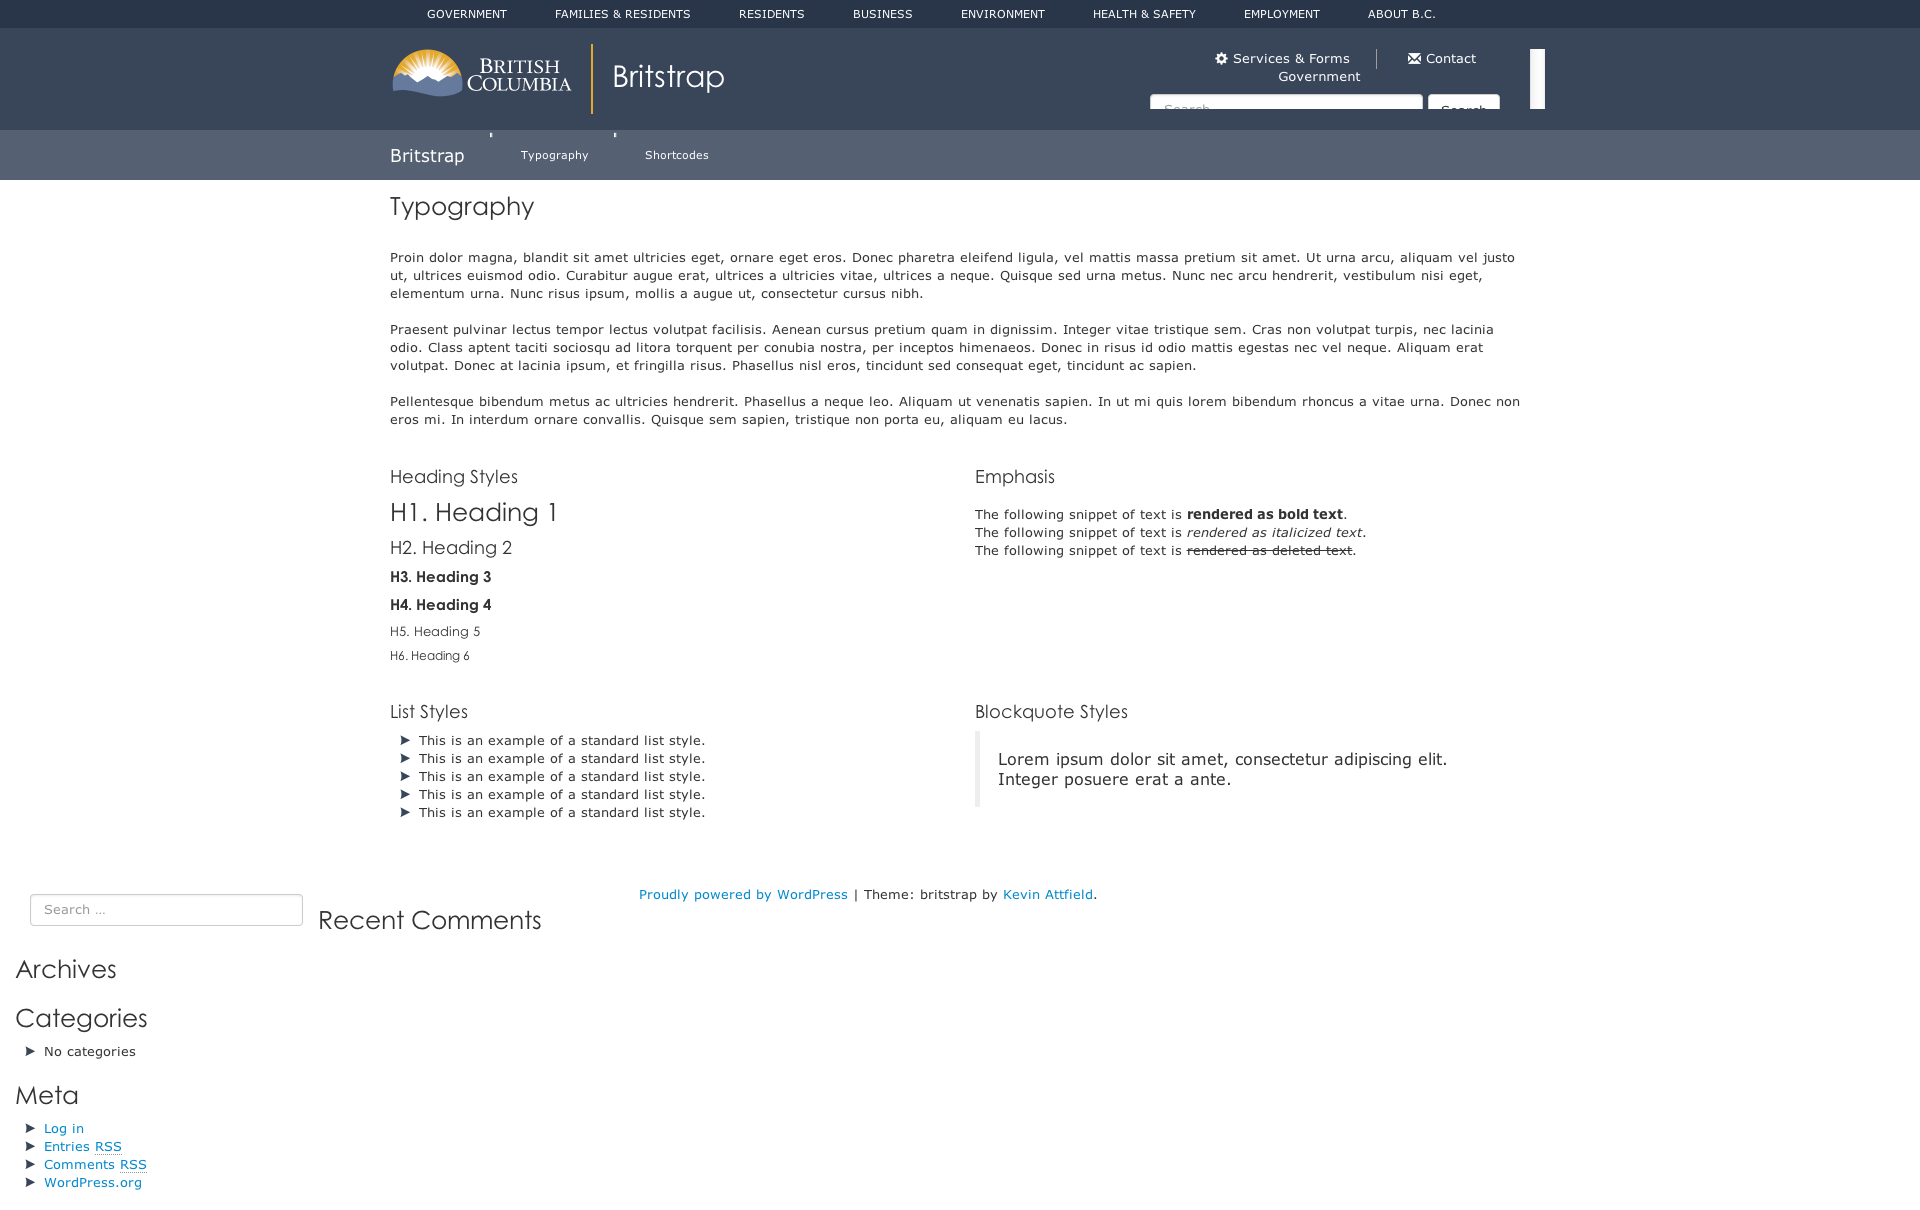 GOVERNMENT FAMILIES & RESIDENTS RESIDENTS BUSINESS ENVIRONMENT HEALTH & SAFETY EMPLOYMENT ABOUT B.C.
BRITISH COLUMBIA
Britstrap
Services & Forms
Contact
Government
Search
Search
Britstrap Typography Shortcodes
Typography
Proin dolor magna, blandit sit amet ultricies eget, ornare eget eros. Donec pharetra eleifend ligula, vel mattis massa pretium sit amet. Ut urna arcu, aliquam vel justo
ut, ultrices euismod odio. Curabitur augue erat, ultrices a ultricies vitae, ultrices a neque. Quisque sed urna metus. Nunc nec arcu hendrerit, vestibulum nisi eget,
elementum urna. Nunc risus ipsum, mollis a augue ut, consectetur cursus nibh.
Praesent pulvinar lectus tempor lectus volutpat facilisis. Aenean cursus pretium quam in dignissim. Integer vitae tristique sem. Cras non volutpat turpis, nec lacinia
odio. Class aptent taciti sociosqu ad litora torquent per conubia nostra, per inceptos himenaeos. Donec in risus id odio mattis egestas nec vel neque. Aliquam erat
volutpat. Donec at lacinia ipsum, et fringilla risus. Phasellus nisl eros, tincidunt sed consequat eget, tincidunt ac sapien.
Pellentesque bibendum metus ac ultricies hendrerit. Phasellus a neque leo. Aliquam ut venenatis sapien. In ut mi quis lorem bibendum rhoncus a vitae urna. Donec non
eros mi. In interdum ornare convallis. Quisque sem sapien, tristique non porta eu, aliquam eu lacus.
Heading Styles
H1. Heading 1
H2. Heading 2
H3. Heading 3
H4. Heading 4
H5. Heading 5
H6. Heading 6
Emphasis
The following snippet of text is rendered as bold text.
The following snippet of text is rendered as italicized text.
The following snippet of text is rendered as deleted text.
List Styles
This is an example of a standard list style.
This is an example of a standard list style.
This is an example of a standard list style.
This is an example of a standard list style.
This is an example of a standard list style.
Blockquote Styles
Lorem ipsum dolor sit amet, consectetur adipiscing elit.
Integer posuere erat a ante.
Search …
Archives
Categories
No categories
Meta
Log in
Entries RSS
Comments RSS
WordPress.org
Recent Comments
Proudly powered by WordPress | Theme: britstrap by Kevin Attfield.